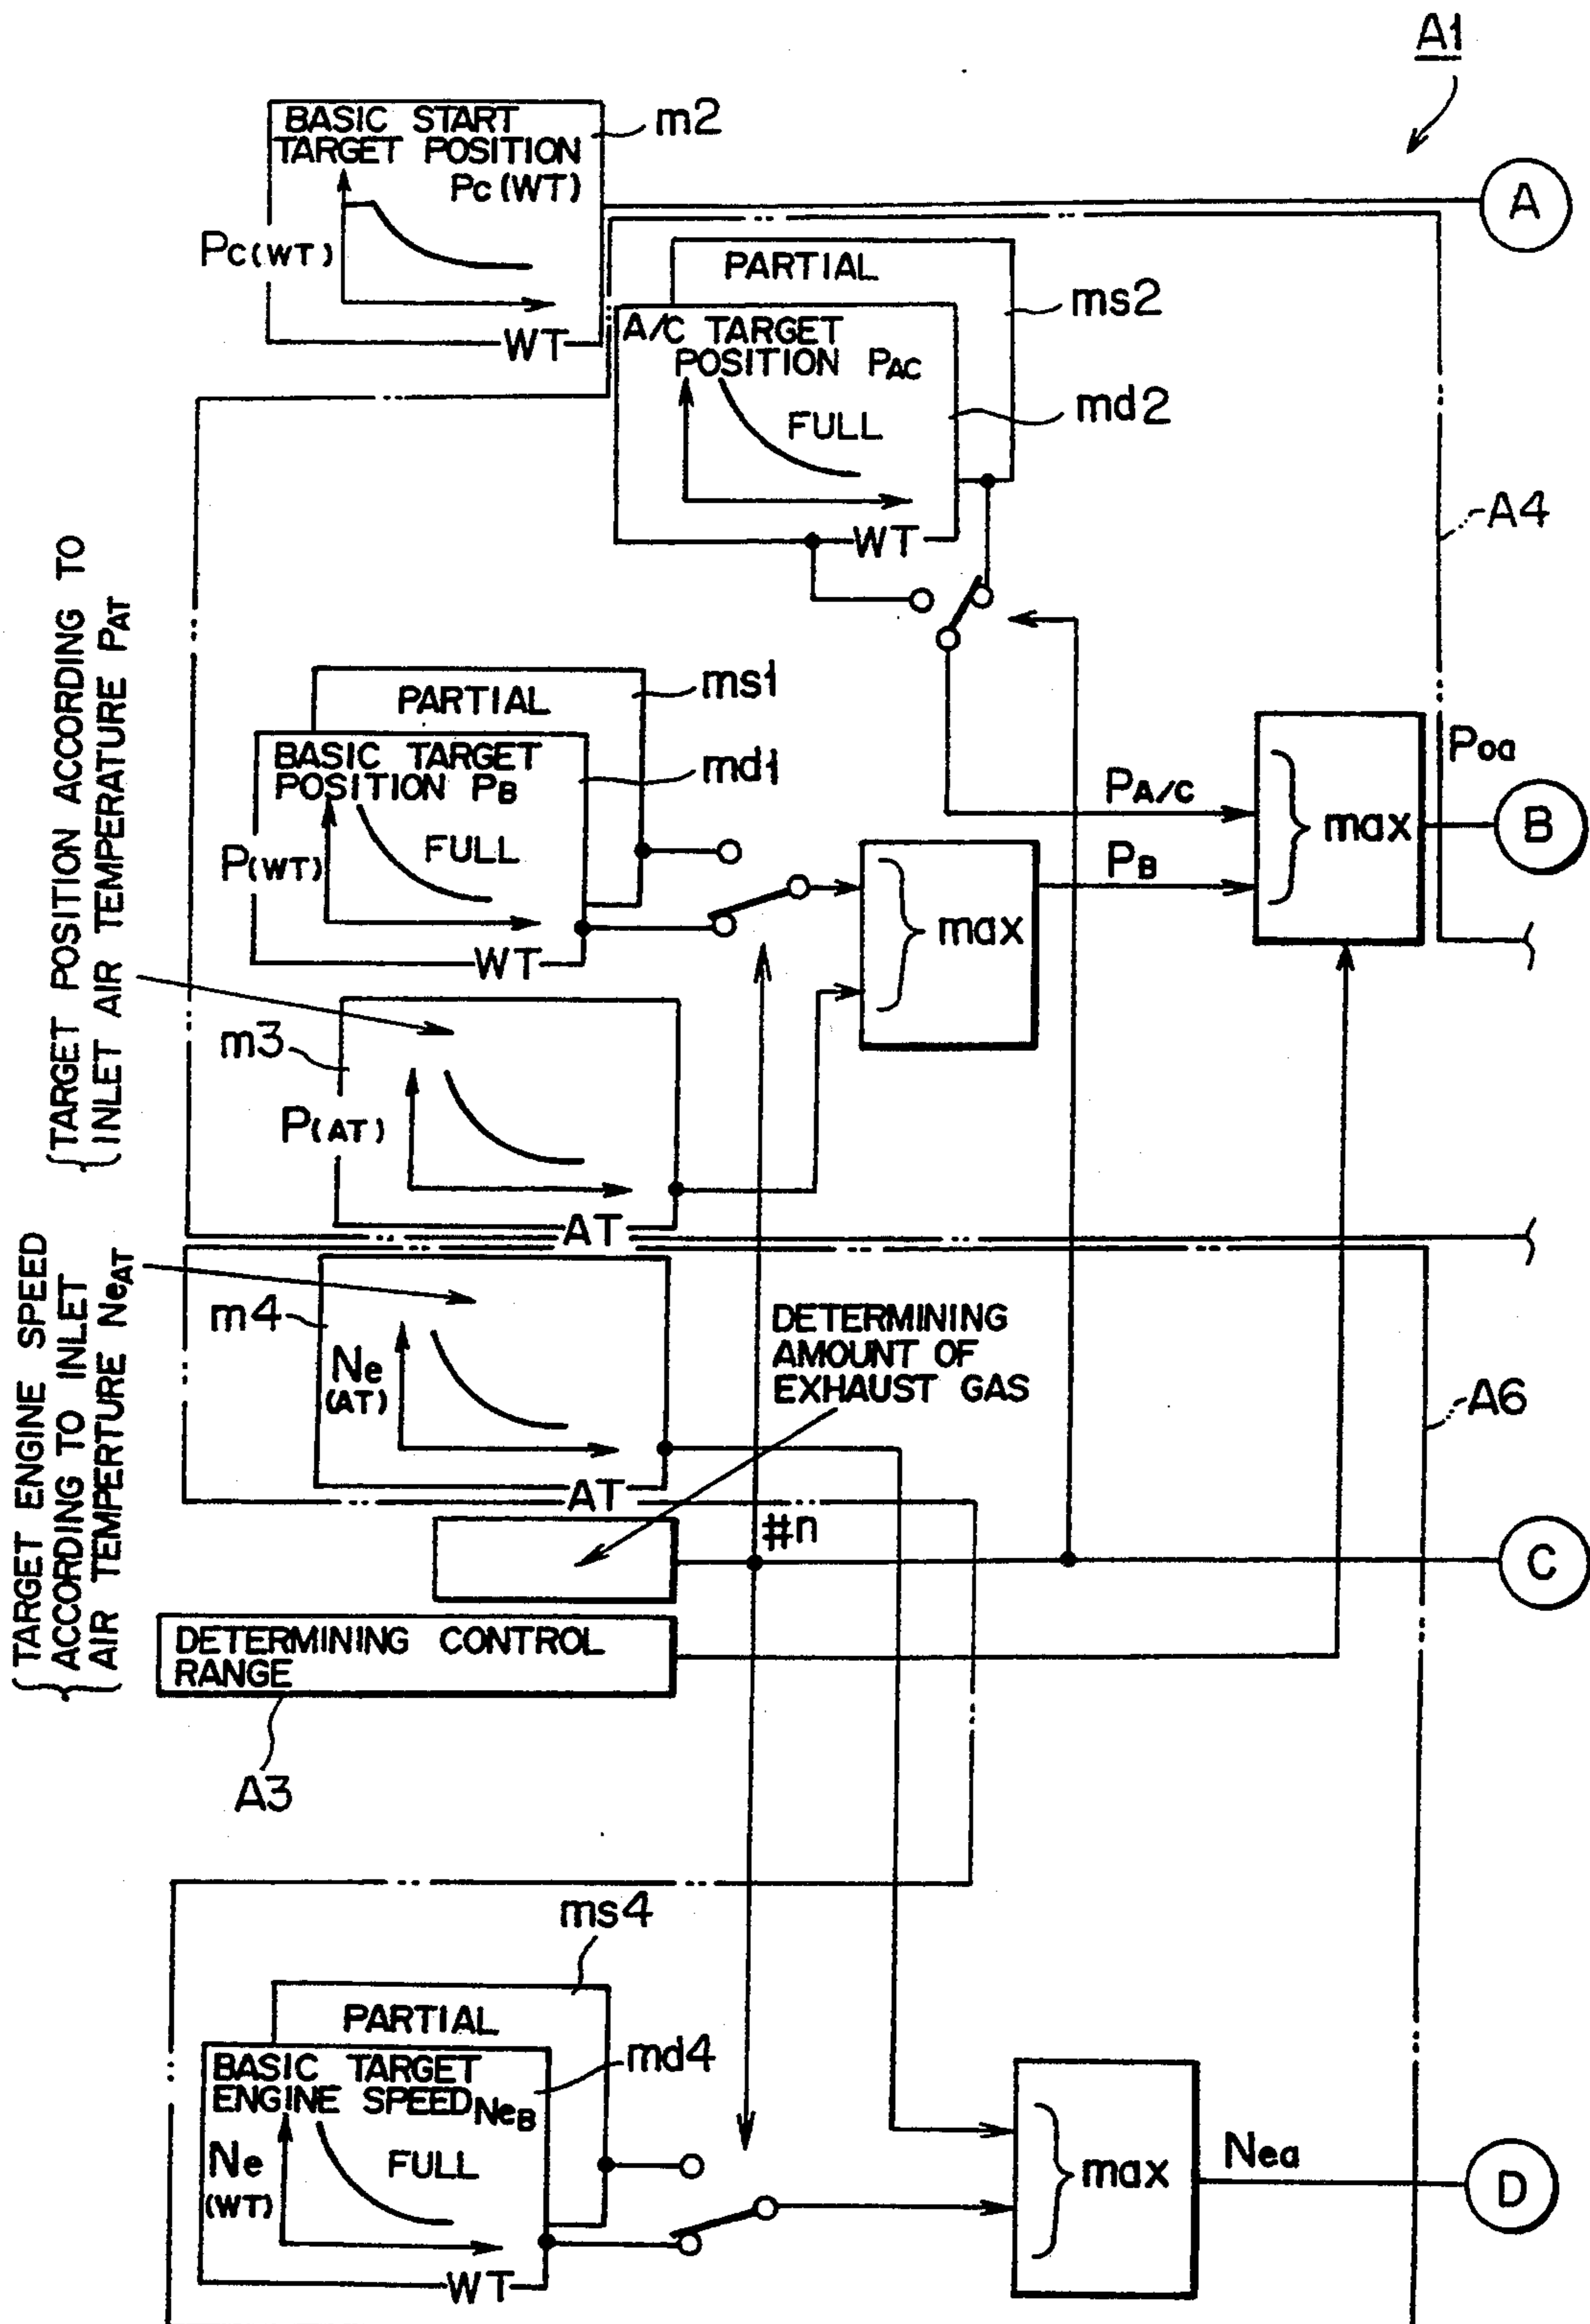 A1
BASIC START
TARGET POSITION
Pc (WT)
m2
A
Pc(WT)
WT
PARTIAL
ms2
A/C TARGET
POSITION PAC
md2
FULL
WT
A4
TARGET POSITION ACCORDING TO
INLET AIR TEMPERATURE PAT
PARTIAL
ms1
BASIC TARGET
POSITION PB
md1
P(WT)
FULL
WT
PA/C
PB
max
max
Poa
B
m3
P(AT)
AT
TARGET ENGINE SPEED
ACCORDING TO INLET
AIR TEMPERTURE NeAT
m4
Ne
(AT)
AT
DETERMINING
AMOUNT OF
EXHAUST GAS
A6
#n
C
DETERMINING CONTROL
RANGE
A3
ms4
PARTIAL
BASIC TARGET
ENGINE SPEED NeB
md4
Ne
(WT)
FULL
WT
max
Nea
D